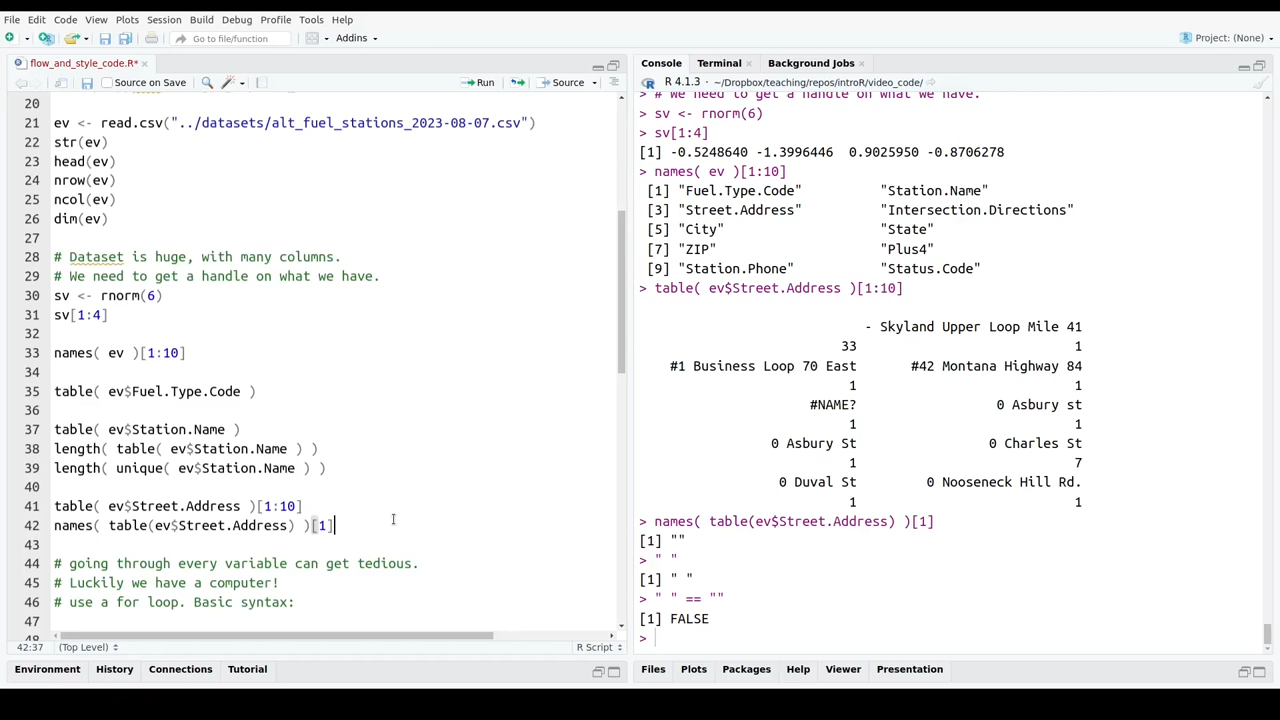 File Edit Code View Plots Session Build Debug Profile Tools Help
Go to file/function Addins Project: (None)
flow_and_style_code.R*
Source on Save Run Source
20
21 ev <- read.csv("../datasets/alt_fuel_stations_2023-08-07.csv")
22 str(ev)
23 head(ev)
24 nrow(ev)
25 ncol(ev)
26 dim(ev)
27
28 # Dataset is huge, with many columns.
29 # We need to get a handle on what we have.
30 sv <- rnorm(6)
31 sv[1:4]
32
33 names( ev )[1:10]
34
35 table( ev$Fuel.Type.Code )
36
37 table( ev$Station.Name )
38 length( table( ev$Station.Name ) )
39 length( unique( ev$Station.Name ) )
40
41 table( ev$Street.Address )[1:10]
42 names( table(ev$Street.Address) )[1]
43
44 # going through every variable can get tedious.
45 # Luckily we have a computer!
46 # use a for loop. Basic syntax:
47
48
42:37 (Top Level) R Script
Environment History Connections Tutorial
Console Terminal Background Jobs
R 4.1.3 · ~/Dropbox/teaching/repos/introR/video_code/
> # We need to get a handle on what we have.
> sv <- rnorm(6)
> sv[1:4]
[1] -0.5248640 -1.3996446 0.9025950 -0.8706278
> names( ev )[1:10]
[1] "Fuel.Type.Code" "Station.Name"
[3] "Street.Address" "Intersection.Directions"
[5] "City" "State"
[7] "ZIP" "Plus4"
[9] "Station.Phone" "Status.Code"
> table( ev$Street.Address )[1:10]
- Skyland Upper Loop Mile 41
33 1
#1 Business Loop 70 East #42 Montana Highway 84
1 1
#NAME? 0 Asbury st
1 1
0 Asbury St 0 Charles St
1 7
0 Duval St 0 Nooseneck Hill Rd.
1 1
> names( table(ev$Street.Address) )[1]
[1] ""
> " "
[1] " "
> " " == ""
[1] FALSE
>
Files Plots Packages Help Viewer Presentation